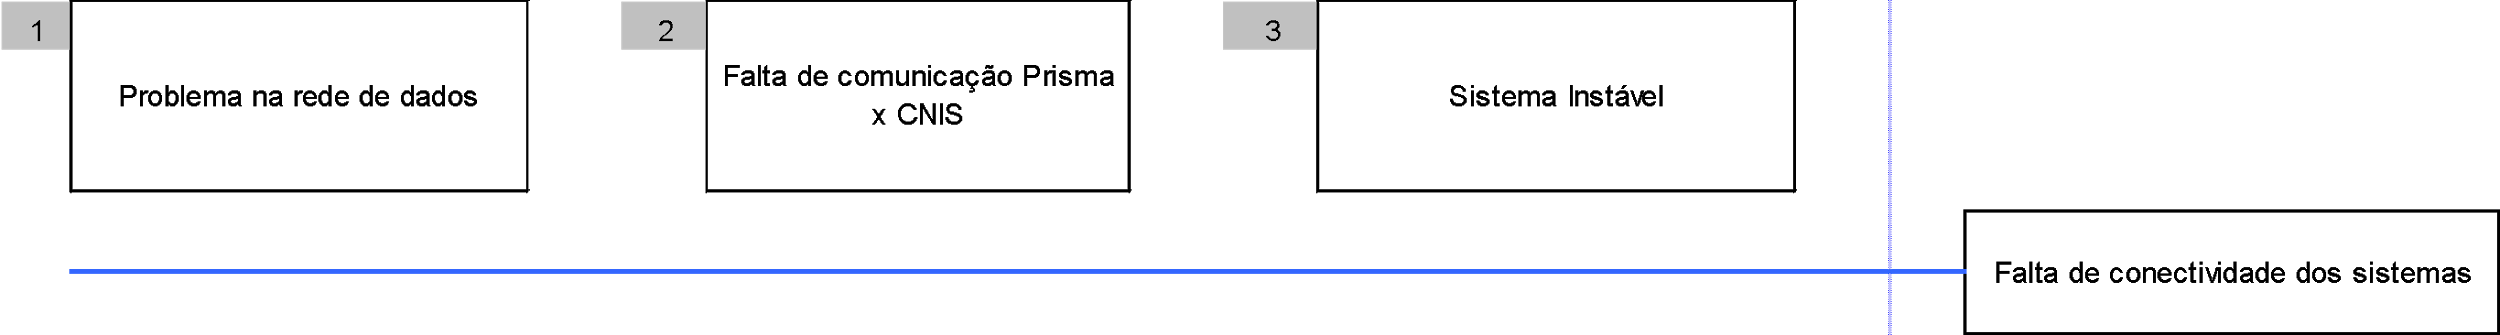 1
Problema na rede de dados
2
Falta de comunicação Prisma
x CNIS
3
Sistema Instável
Falta de conectividade dos sistemas